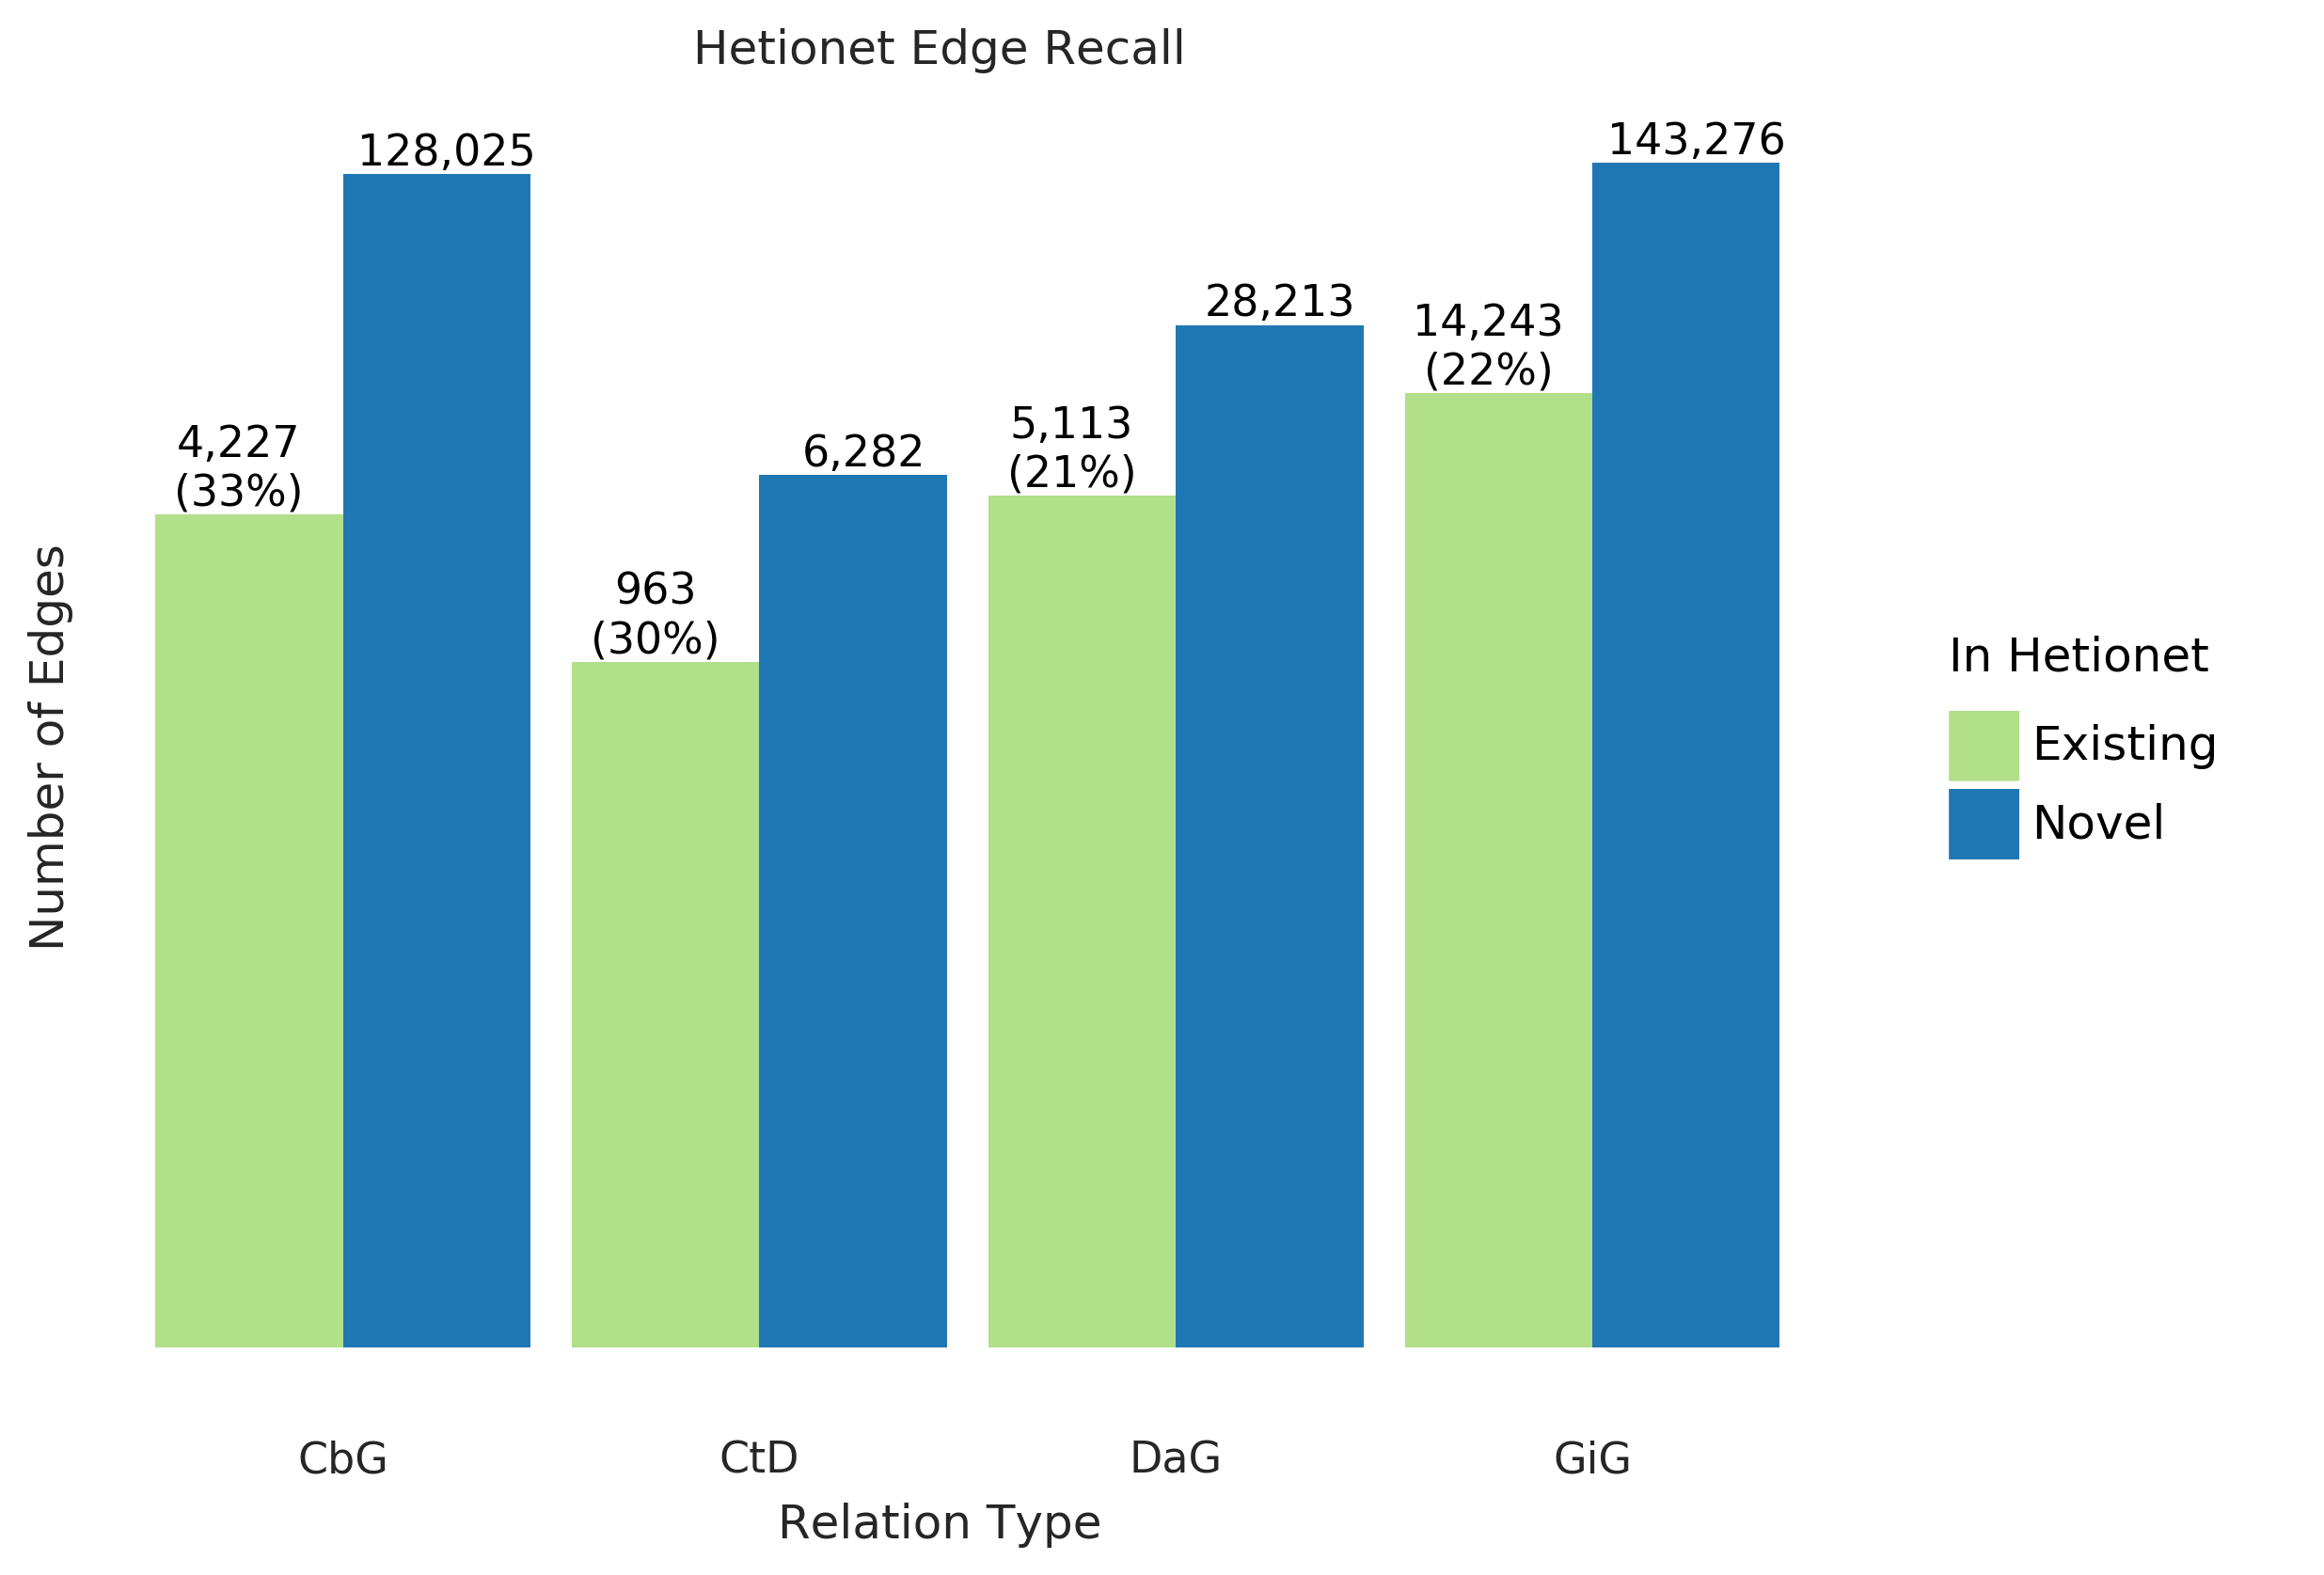 Hetionet Edge Recall
Number of Edges
4,227
(33%)
128,025
963
(30%)
6,282
5,113
(21%)
28,213
14,243
(22%)
143,276
CbG
CtD
DaG
GiG
Relation Type
In Hetionet
Existing
Novel